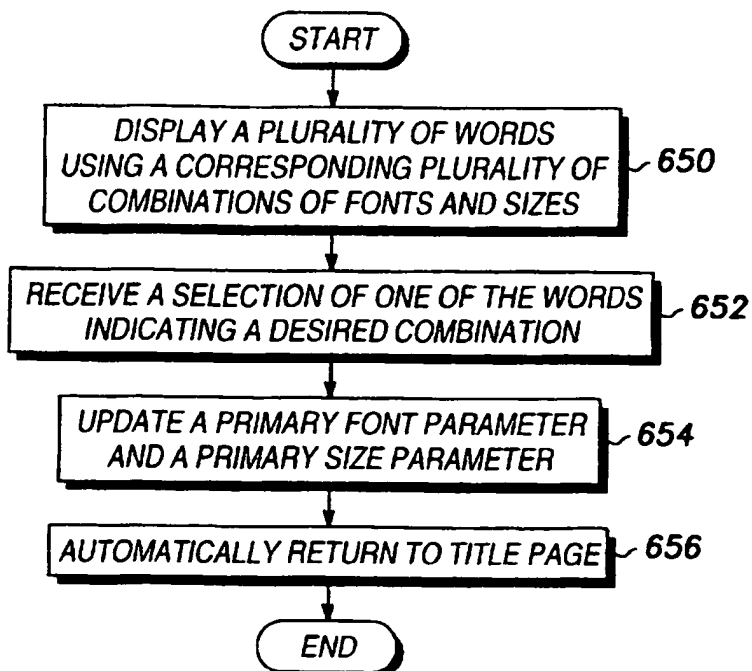 START
DISPLAY A PLURALITY OF WORDS
USING A CORRESPONDING PLURALITY OF
COMBINATIONS OF FONTS AND SIZES
650
RECEIVE A SELECTION OF ONE OF THE WORDS
INDICATING A DESIRED COMBINATION
652
UPDATE A PRIMARY FONT PARAMETER
AND A PRIMARY SIZE PARAMETER
654
AUTOMATICALLY RETURN TO TITLE PAGE
656
END